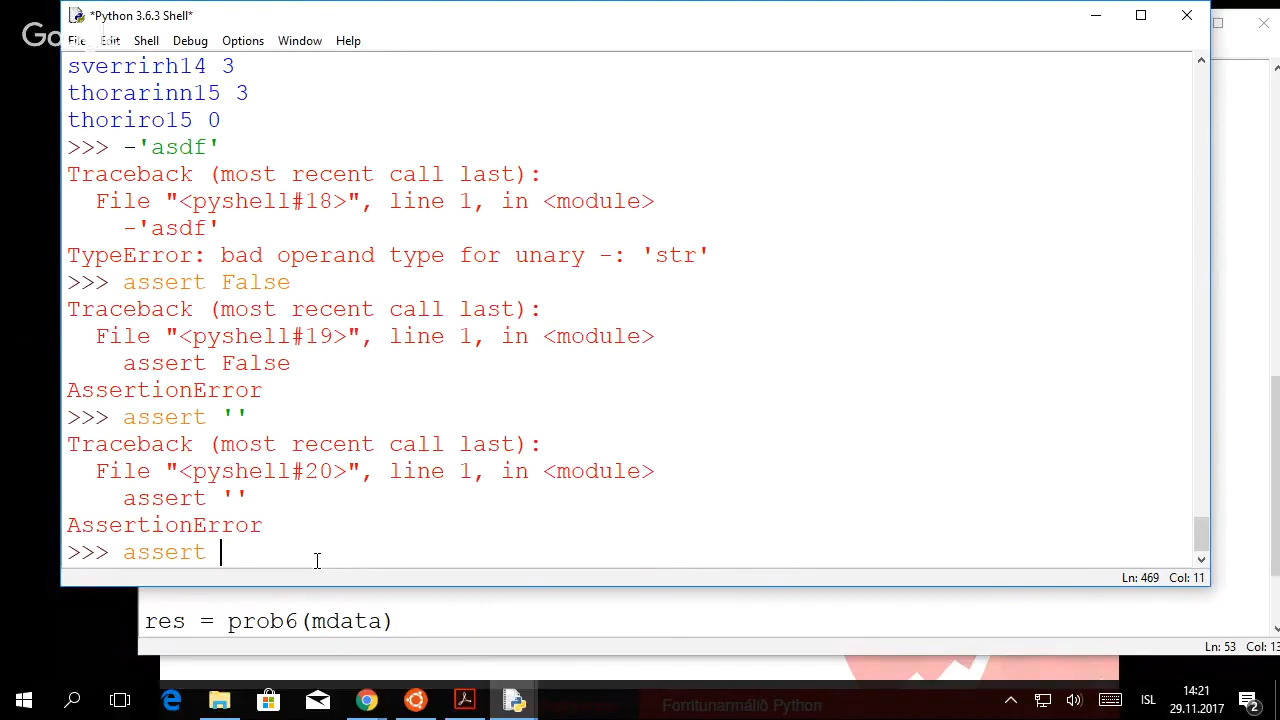 *Python 3.6.3 Shell*
File Edit Shell Debug Options Window Help
sverrirh14 3
thorarinn15 3
thoriro15 0
>>> -'asdf'
Traceback (most recent call last):
  File "<pyshell#18>", line 1, in <module>
    -'asdf'
TypeError: bad operand type for unary -: 'str'
>>> assert False
Traceback (most recent call last):
  File "<pyshell#19>", line 1, in <module>
    assert False
AssertionError
>>> assert ''
Traceback (most recent call last):
  File "<pyshell#20>", line 1, in <module>
    assert ''
AssertionError
>>> assert
Ln: 469 Col: 11
res = prob6(mdata)
Ln: 53 Col: 13
Forritunarmálið Python
ISL
14:21
29.11.2017
2